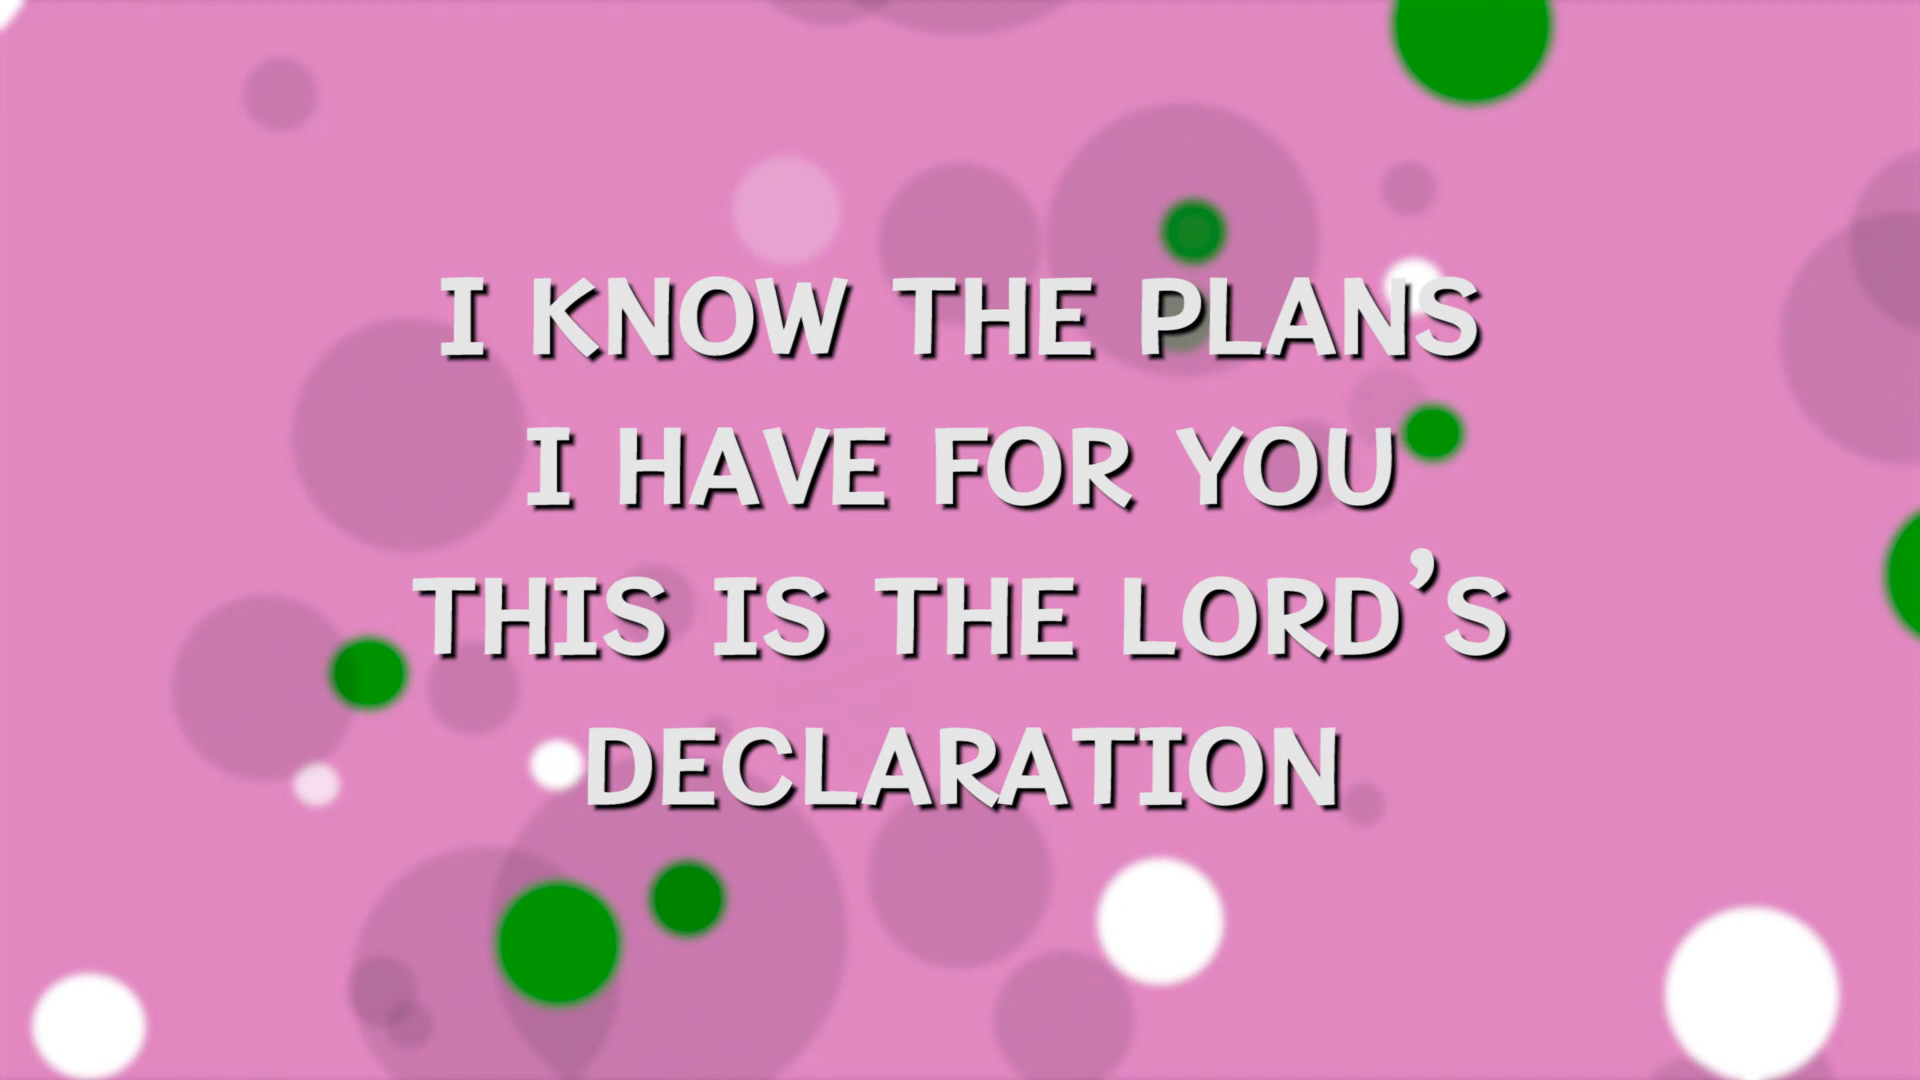 I KNOW THE PLANS
I HAVE FOR YOU
THIS IS THE LORD’S
DECLARATION